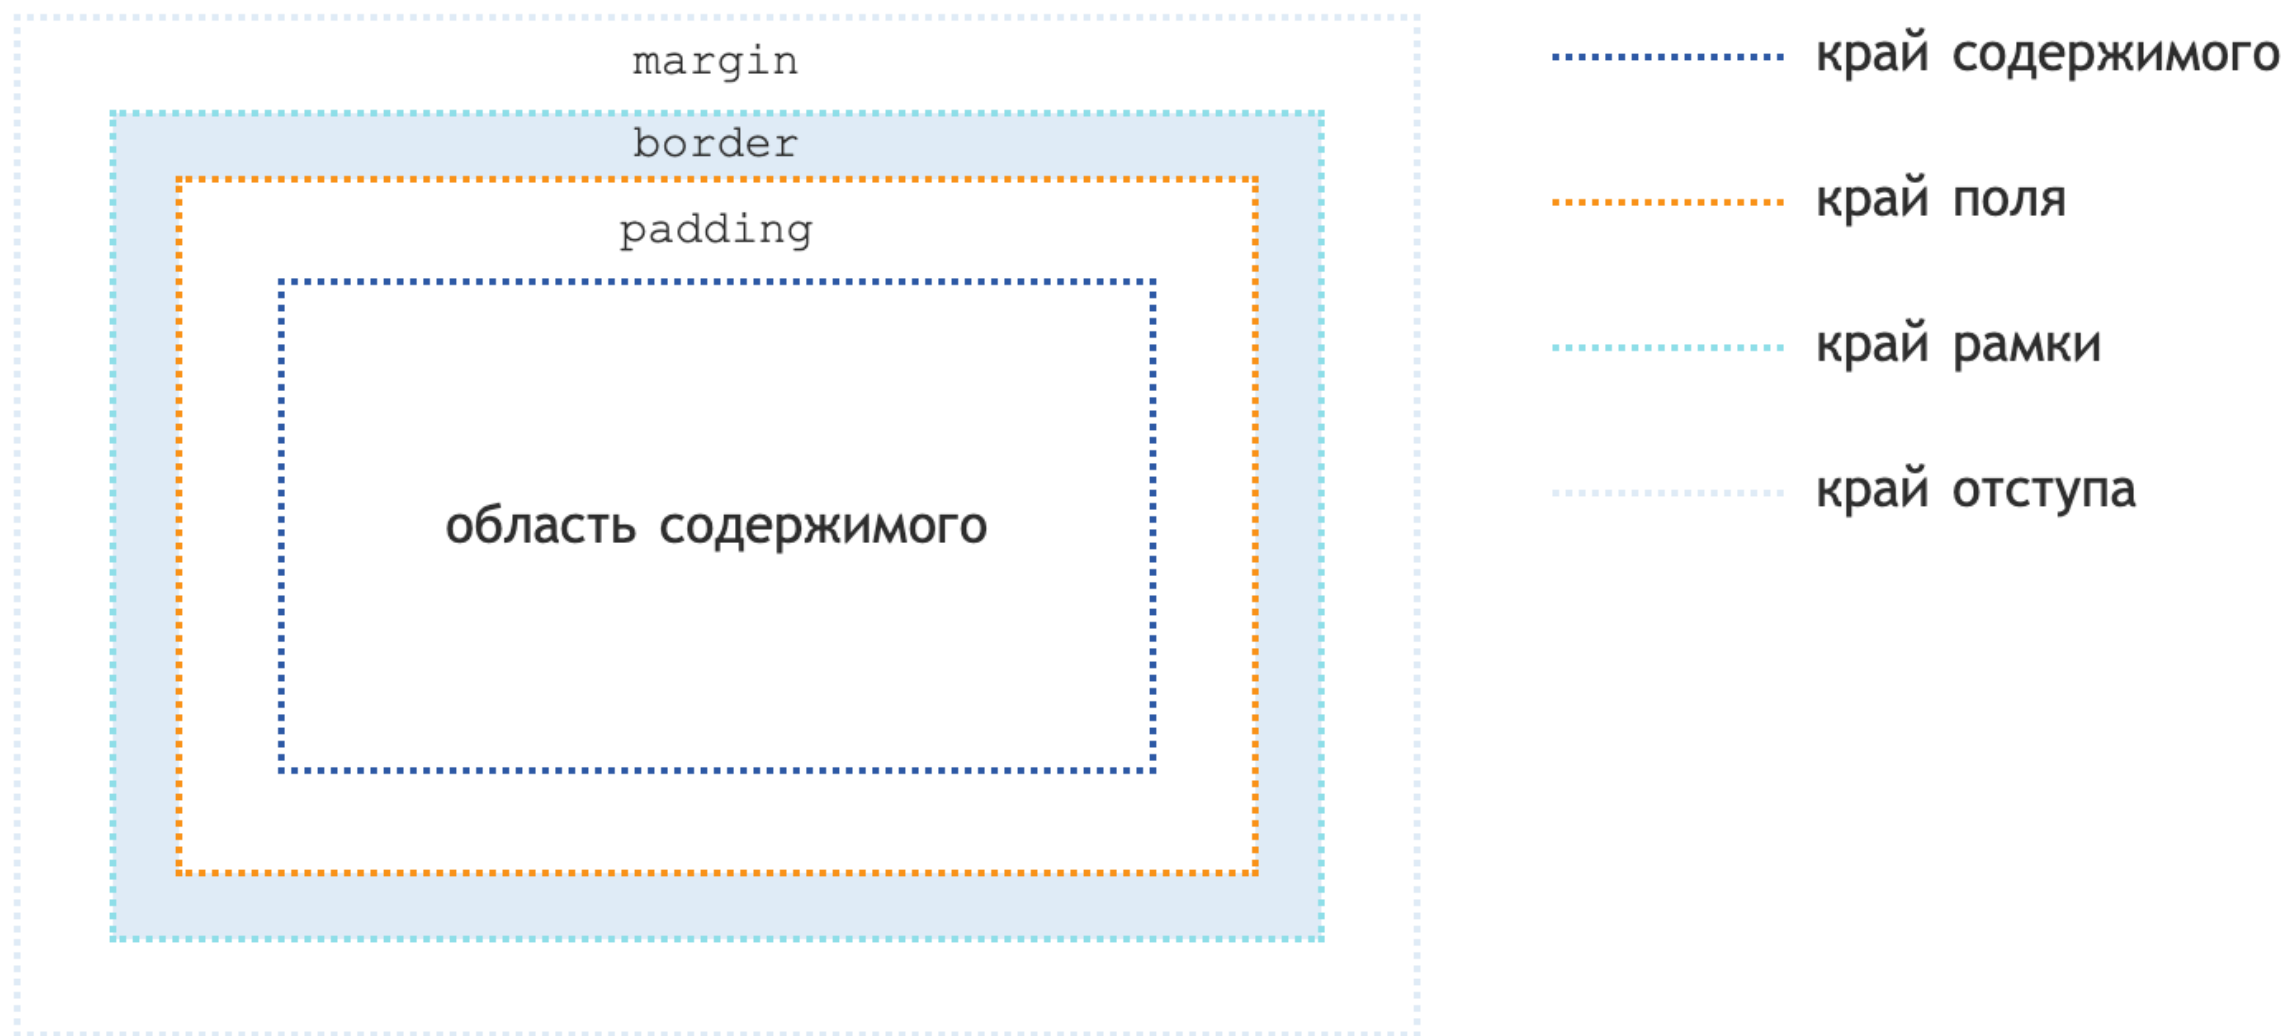 margin
border
padding
область содержимого
край содержимого
край поля
край рамки
край отступа